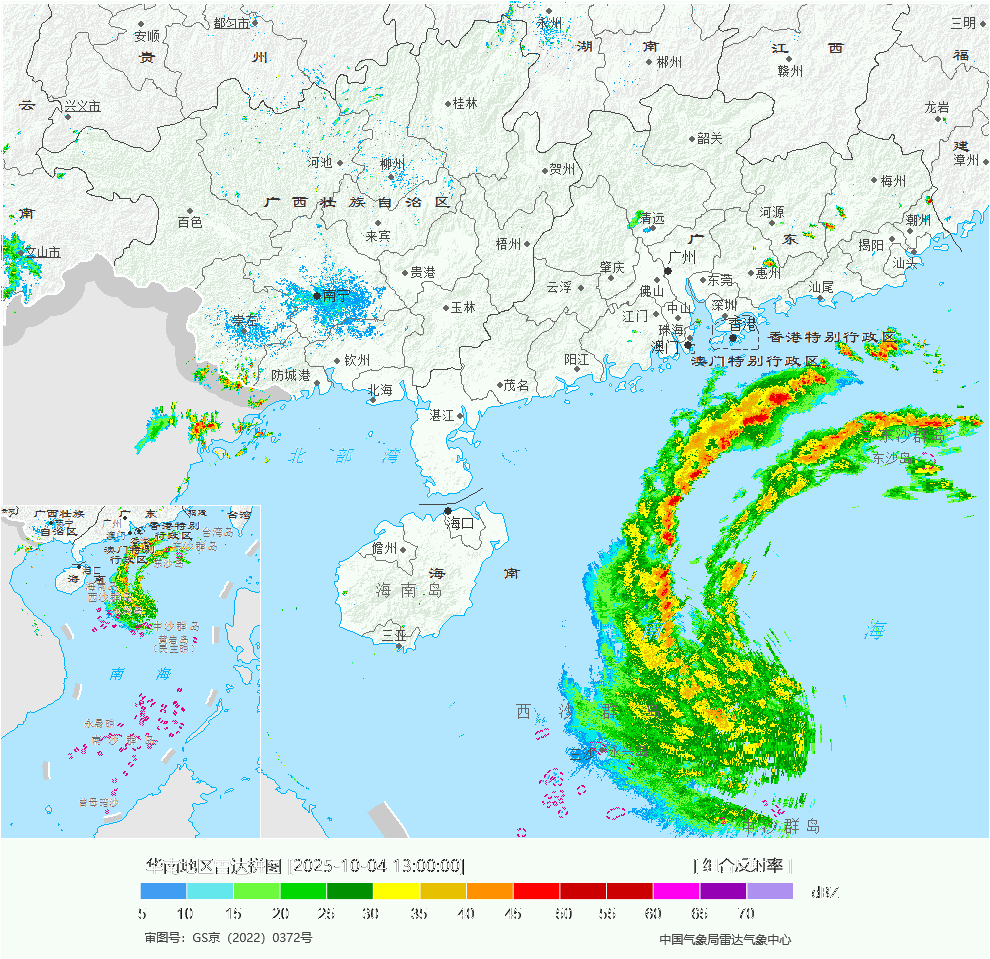 都匀市
永州
三明
安顺
湖 南
江 西
贵 州
福
郴州
赣州
云
兴义市
桂林
龙岩
韶关
建
漳州
河池
柳州
贺州
梅州
广西壮族自治区
南
百色
清远
河源
潮州
来宾
梧州
广 东
揭阳
文山市
广州
汕头
贵港
肇庆
惠州
东莞
云浮
佛山
汕尾
南宁
玉林
中山
深圳
江门
崇左
珠海
香港
香港特别行政区
澳门
澳门特别行政区
钦州
阳江
防城港
茂名
北海
湛江
东沙群岛
北 部 湾
东沙岛
海口
儋州
海 南
海南岛
三亚
海
西 沙 群 岛
中沙群岛
广西壮族
自治区
广 东
台湾
广州
香港特别
行政区
台湾岛
澳门特别
行政区
海口
海 南
中沙群岛
黄岩岛
(民主礁)
南 海
永暑礁
南沙群岛
曾母暗沙
华南地区雷达拼图 [2025-10-04 13:00:00]
[组合反射率]
dBZ
5 10 15 20 25 30 35 40 45 50 55 60 65 70
审图号：GS京（2022）0372号
中国气象局雷达气象中心